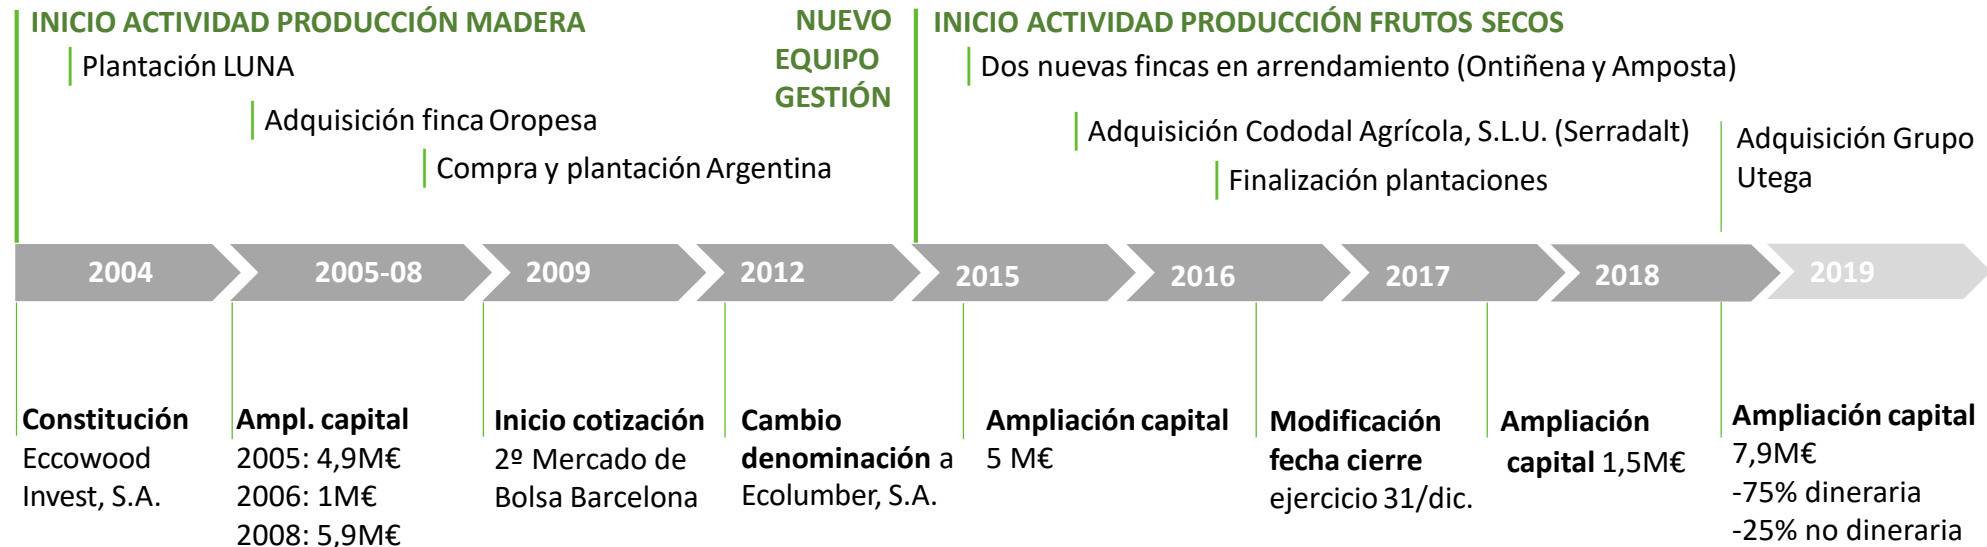 INICIO ACTIVIDAD PRODUCCIÓN MADERA
Plantación LUNA
Adquisición finca Oropesa
Compra y plantación Argentina
NUEVO
EQUIPO
GESTIÓN
INICIO ACTIVIDAD PRODUCCIÓN FRUTOS SECOS
Dos nuevas fincas en arrendamiento (Ontiñena y Amposta)
Adquisición Cododal Agrícola, S.L.U. (Serradalt)
Finalización plantaciones
Adquisición Grupo
Utega
2004
2005-08
2009
2012
2015
2016
2017
2018
2019
Constitución
Eccowood
Invest, S.A.
Ampl. capital
2005: 4,9M€
2006: 1M€
2008: 5,9M€
Inicio cotización
2º Mercado de
Bolsa Barcelona
Cambio
denominación a
Ecolumber, S.A.
Ampliación capital
5 M€
Modificación
fecha cierre
ejercicio 31/dic.
Ampliación
capital 1,5M€
Ampliación capital
7,9M€
-75% dineraria
-25% no dineraria